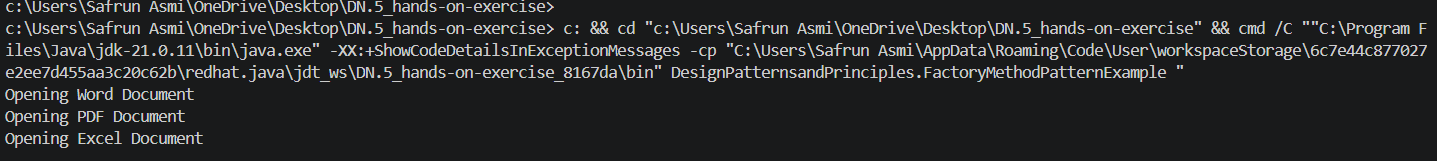 c:\Users\Safrun Asmi\OneDrive\Desktop\DN.5_hands-on-exercise>
c:\Users\Safrun Asmi\OneDrive\Desktop\DN.5_hands-on-exercise> c: && cd "c:\Users\Safrun Asmi\OneDrive\Desktop\DN.5_hands-on-exercise" && cmd /C ""C:\Program F
iles\Java\jdk-21.0.11\bin\java.exe" -XX:+ShowCodeDetailsInExceptionMessages -cp "C:\Users\Safrun Asmi\AppData\Roaming\Code\User\workspaceStorage\6c7e44c877027
e2ee7d455aa3c20c62b\redhat.java\jdt_ws\DN.5_hands-on-exercise_8167da\bin" DesignPatternsandPrinciples.FactoryMethodPatternExample "
Opening Word Document
Opening PDF Document
Opening Excel Document